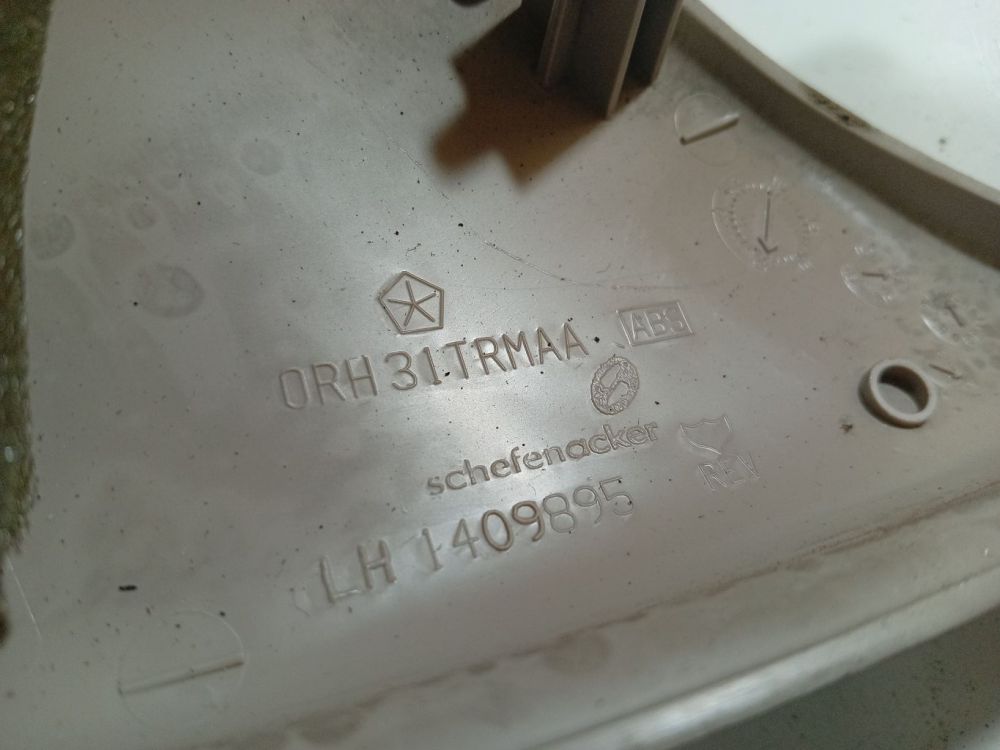 0RH31TRMAA
ABS
schefenacker
REV
LH 1409895